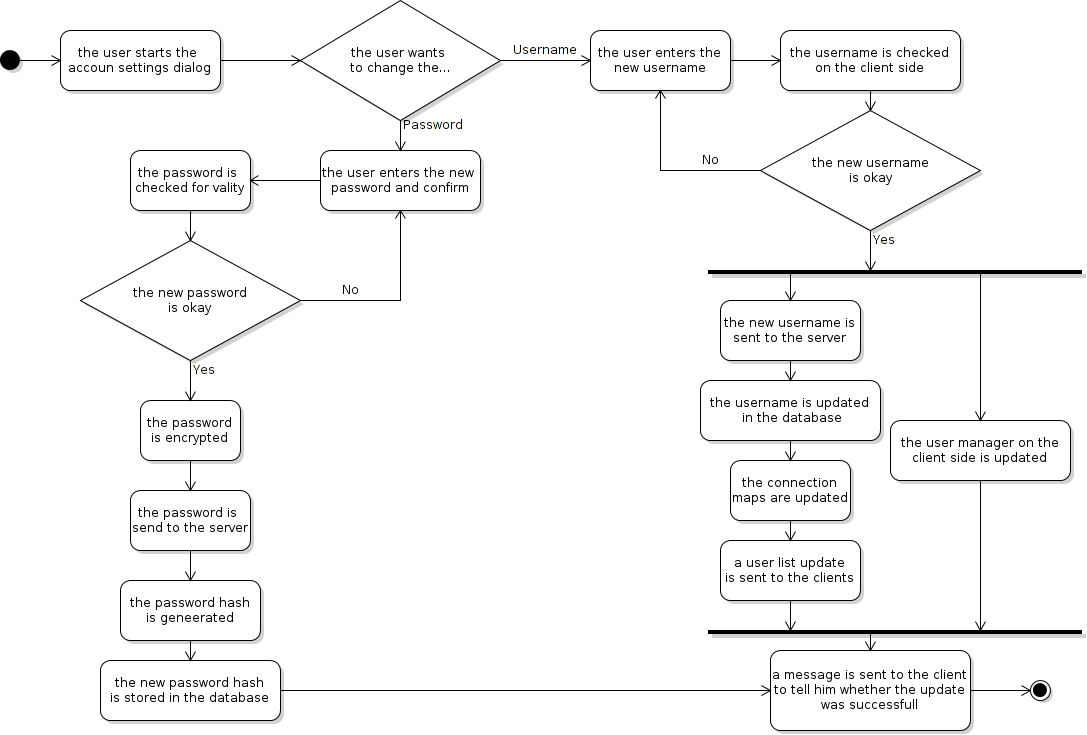 the user starts the
accoun settings dialog
the user wants
to change the...
Username
the user enters the
new username
the username is checked
on the client side
Password
the password is
checked for vality
the user enters the new
password and confirm
No
the new username
is okay
Yes
the new password
is okay
No
Yes
the new username is
sent to the server
the username is updated
in the database
the user manager on the
client side is updated
the connection
maps are updated
a user list update
is sent to the clients
the password
is encrypted
the password is
send to the server
the password hash
is geneerated
the new password hash
is stored in the database
a message is sent to the client
to tell him whether the update
was successfull